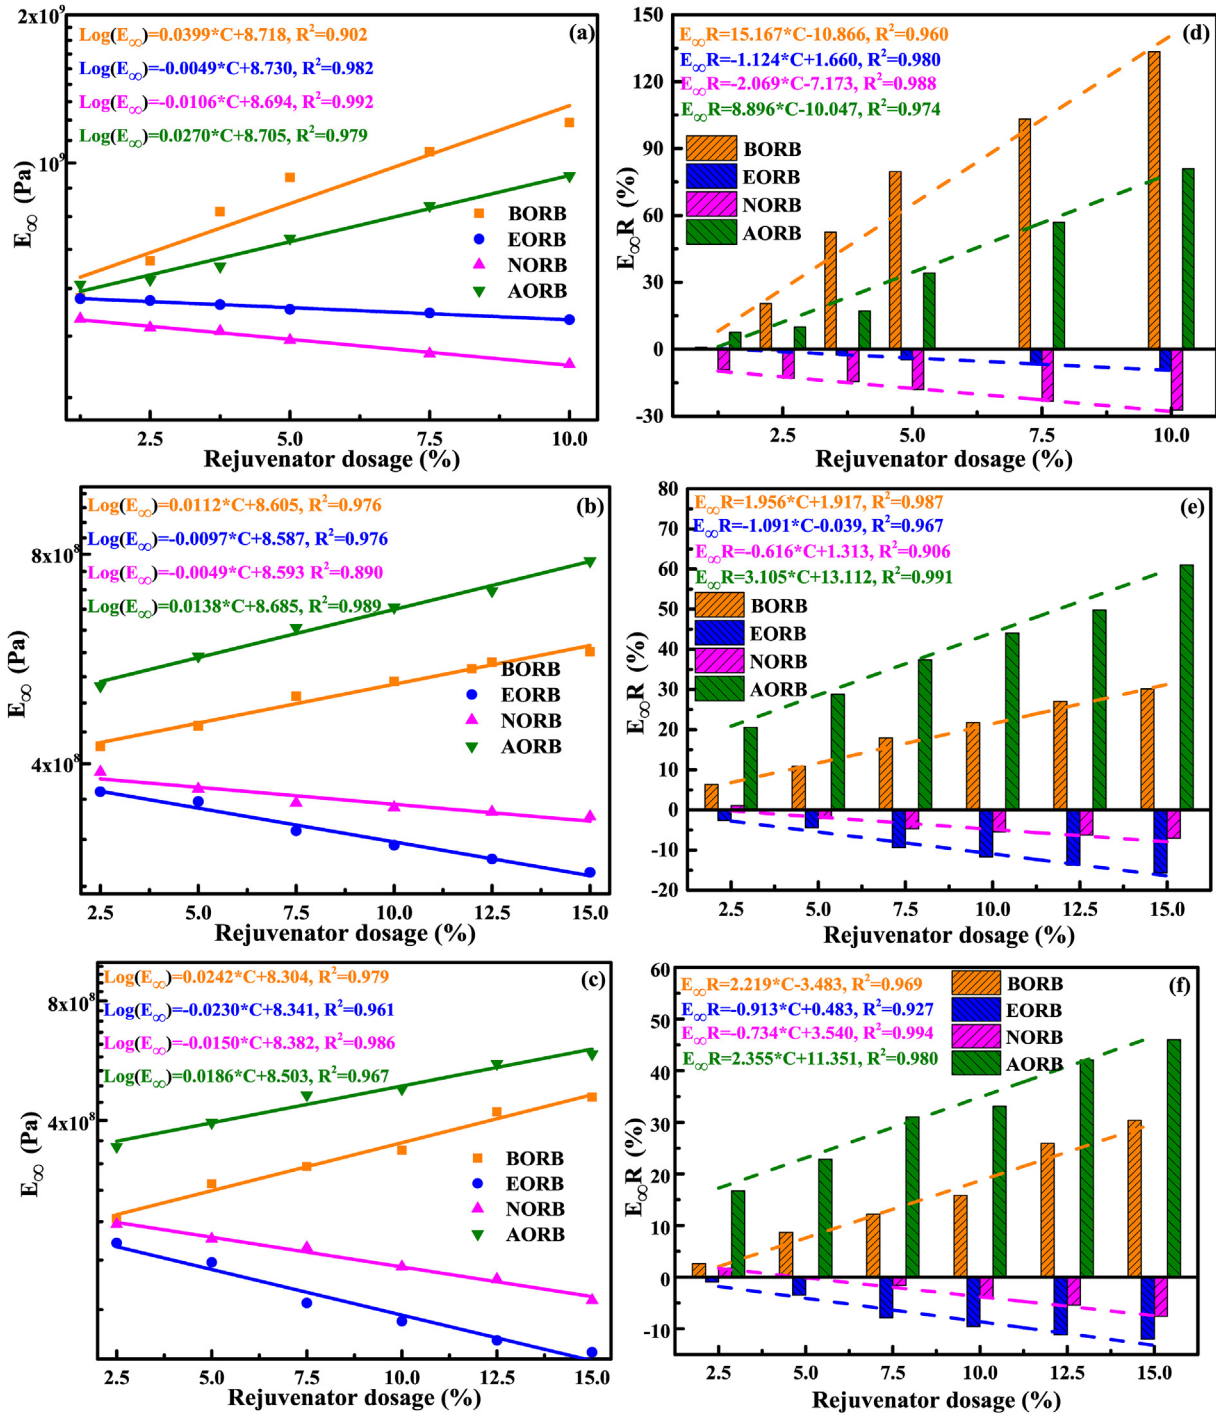 (a)
Log(E∞)=0.0399*C+8.718, R²=0.902
Log(E∞)=-0.0049*C+8.730, R²=0.982
Log(E∞)=-0.0106*C+8.694, R²=0.992
Log(E∞)=0.0270*C+8.705, R²=0.979
2x10⁹
10⁹
E∞ (Pa)
BORB
EORB
NORB
AORB
2.5 5.0 7.5 10.0
Rejuvenator dosage (%)
(d)
E∞R=15.167*C-10.866, R²=0.960
E∞R=-1.124*C+1.660, R²=0.980
E∞R=-2.069*C-7.173, R²=0.988
E∞R=8.896*C-10.047, R²=0.974
BORB
EORB
NORB
AORB
150
120
90
60
30
0
-30
E∞R (%)
2.5 5.0 7.5 10.0
Rejuvenator dosage (%)
(b)
Log(E∞)=0.0112*C+8.605, R²=0.976
Log(E∞)=-0.0097*C+8.587, R²=0.976
Log(E∞)=-0.0049*C+8.593 R²=0.890
Log(E∞)=0.0138*C+8.685, R²=0.989
8x10⁸
4x10⁸
E∞ (Pa)
BORB
EORB
NORB
AORB
2.5 5.0 7.5 10.0 12.5 15.0
Rejuvenator dosage (%)
(e)
E∞R=1.956*C+1.917, R²=0.987
E∞R=-1.091*C-0.039, R²=0.967
E∞R=-0.616*C+1.313, R²=0.906
E∞R=3.105*C+13.112, R²=0.991
BORB
EORB
NORB
AORB
80
70
60
50
40
30
20
10
0
-10
-20
E∞R (%)
2.5 5.0 7.5 10.0 12.5 15.0
Rejuvenator dosage (%)
(c)
Log(E∞)=0.0242*C+8.304, R²=0.979
Log(E∞)=-0.0230*C+8.341, R²=0.961
Log(E∞)=-0.0150*C+8.382, R²=0.986
Log(E∞)=0.0186*C+8.503, R²=0.967
8x10⁸
4x10⁸
E∞ (Pa)
BORB
EORB
NORB
AORB
2.5 5.0 7.5 10.0 12.5 15.0
Rejuvenator dosage (%)
(f)
E∞R=2.219*C-3.483, R²=0.969
E∞R=-0.913*C+0.483, R²=0.927
E∞R=-0.734*C+3.540, R²=0.994
E∞R=2.355*C+11.351, R²=0.980
BORB
EORB
NORB
AORB
60
50
40
30
20
10
0
-10
E∞R (%)
2.5 5.0 7.5 10.0 12.5 15.0
Rejuvenator dosage (%)